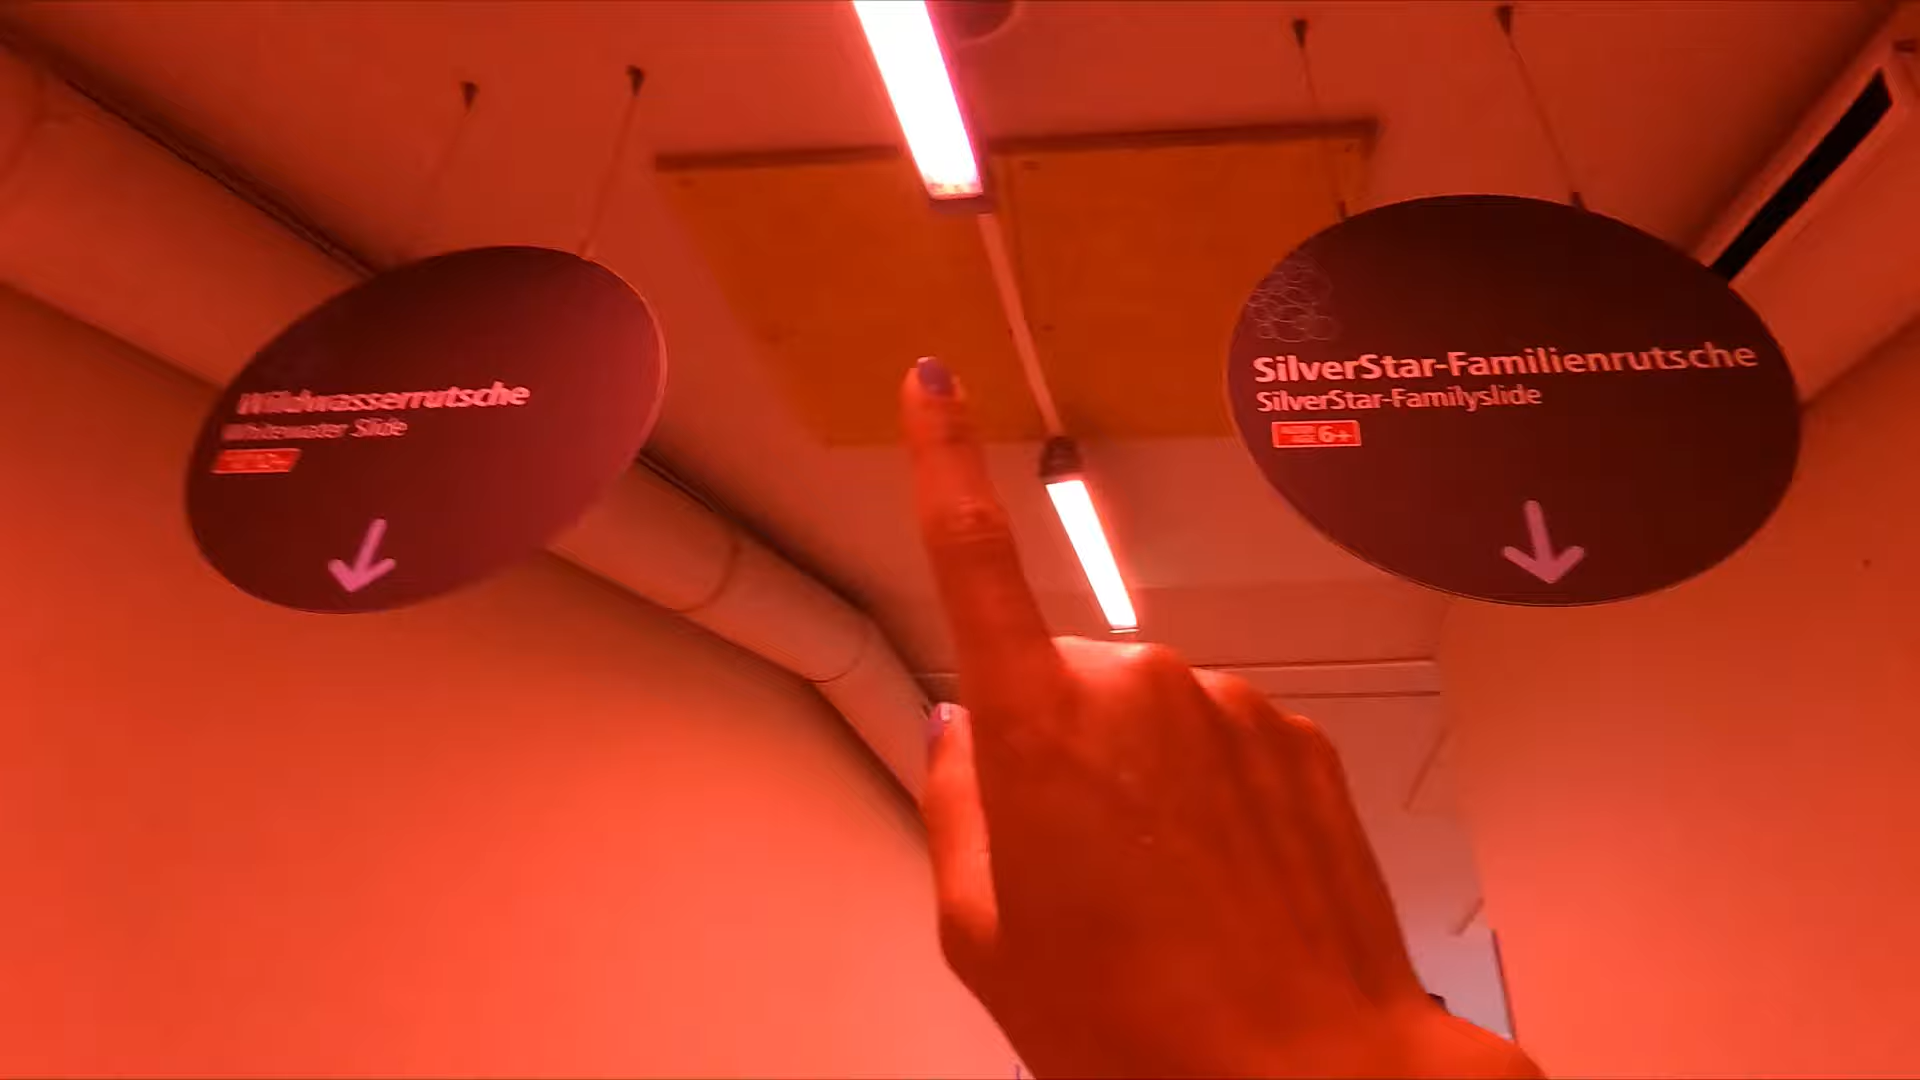 Wildwasserrutsche
Whitewater Slide
SilverStar-Familienrutsche
SilverStar-Familyslide
6+